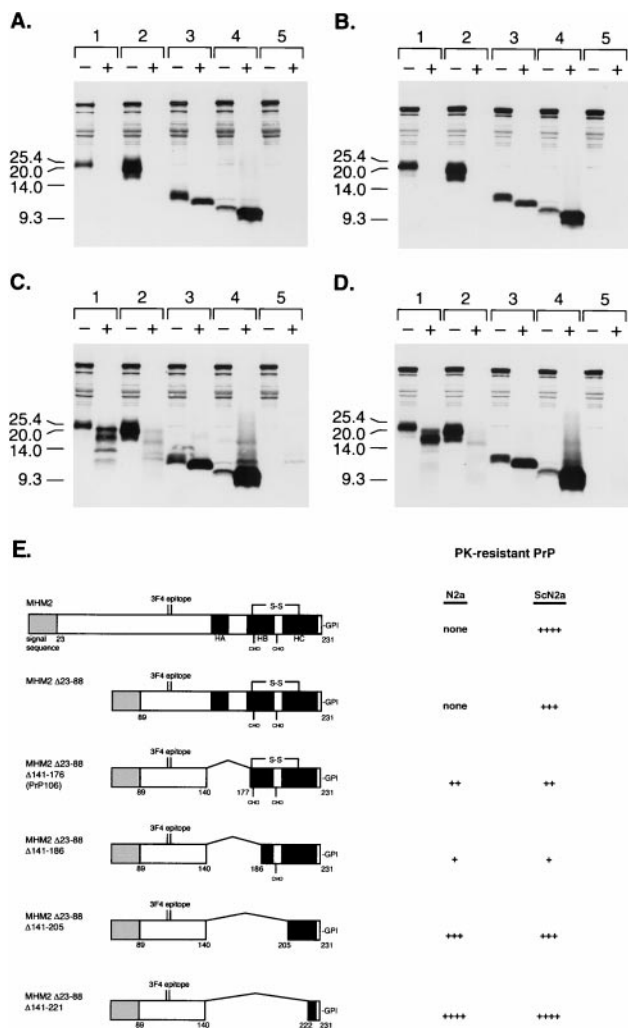 A.
1 2 3 4 5
– + – + – + – + – +
25.4
20.0
14.0
9.3
B.
1 2 3 4 5
– + – + – + – + – +
25.4
20.0
14.0
9.3
C.
1 2 3 4 5
– + – + – + – + – +
25.4
20.0
14.0
9.3
D.
1 2 3 4 5
– + – + – + – + – +
25.4
20.0
14.0
9.3
E.
PK-resistant PrP
N2a ScN2a
MHM2
3F4 epitope
S-S
-GPI
signal sequence
23 HA HB HC 231
CHO CHO
none ++++
MHM2 Δ23-88
3F4 epitope
S-S
-GPI
89 231
CHO CHO
none +++
MHM2 Δ23-88
Δ141-176
(PrP106)
3F4 epitope
S-S
-GPI
89 140 177 231
CHO CHO
++ ++
MHM2 Δ23-88
Δ141-186
3F4 epitope
-GPI
89 140 186 231
CHO
+ +
MHM2 Δ23-88
Δ141-205
3F4 epitope
-GPI
89 140 205 231
+++ +++
MHM2 Δ23-88
Δ141-221
3F4 epitope
-GPI
89 140 222 231
++++ ++++